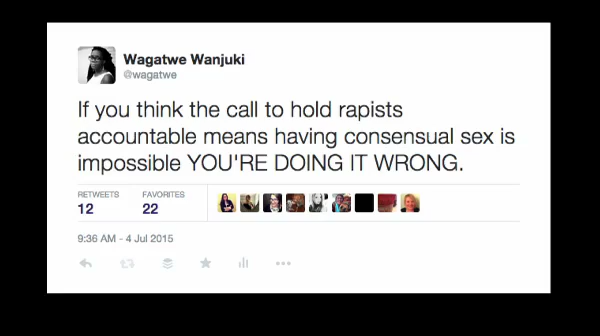 Wagatwe Wanjuki
@wagatwe
If you think the call to hold rapists
accountable means having consensual sex is
impossible YOU'RE DOING IT WRONG.
RETWEETS FAVORITES
12 22
9:36 AM - 4 Jul 2015